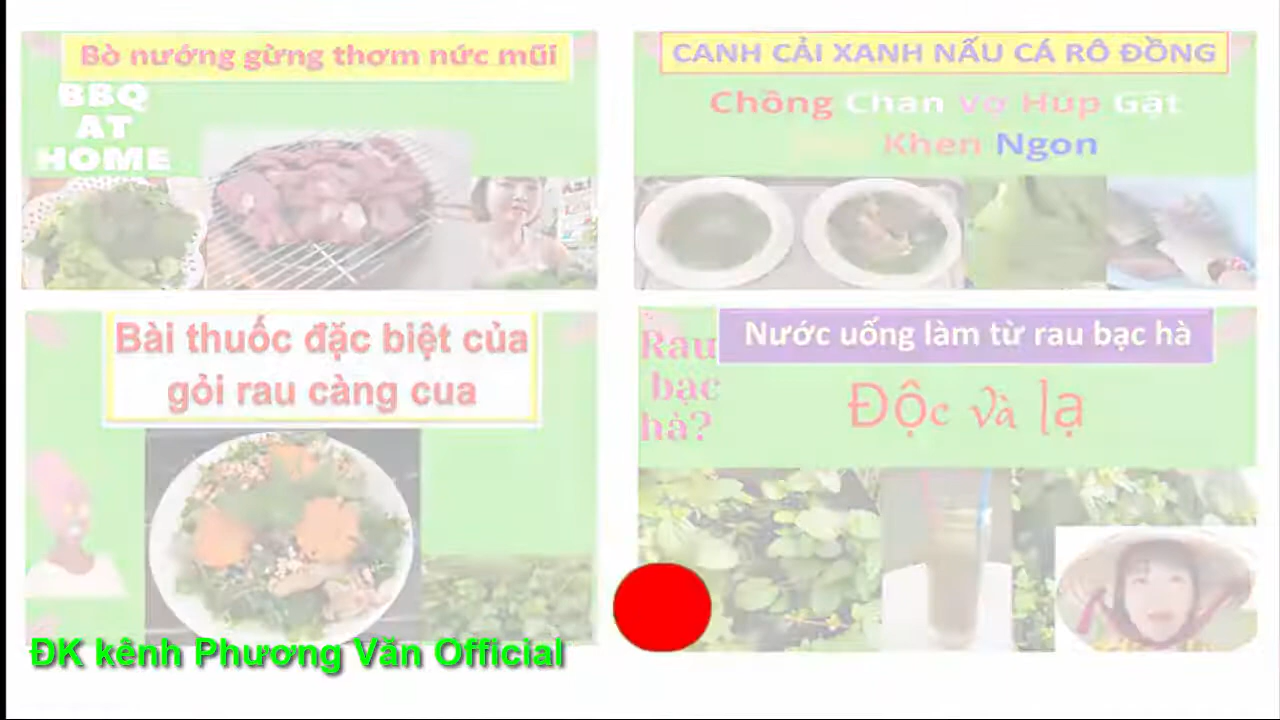 Bò nướng gừng thơm nức mũi
BBQ
AT
HOME
CANH CẢI XANH NẤU CÁ RÔ ĐỒNG
Chồng Chan Vợ Húp Gật
Khen Ngon
Bài thuốc đặc biệt của
gỏi rau càng cua
Rau
bạc
hà?
Nước uống làm từ rau bạc hà
Độc và lạ
ĐK kênh Phương Văn Official